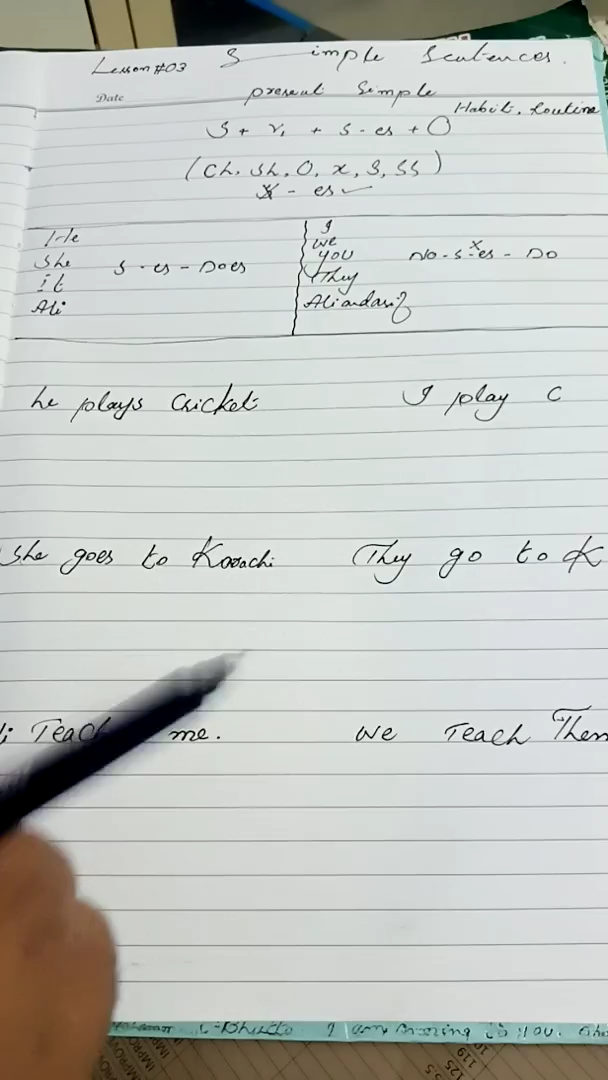 Lesson #03 Simple Sentences.
Date present Simple
Habit, Routine
S + V1 + s-es + O
(Ch, Sh, O, x, S, SS)
es ✓
He
She S-es-Does
it
Ali
I
we
you No-s-es-Do
They
Ali and asif
he plays Cricket
I play C
She goes to Karachi
They go to K
Teach me.
we Teach Them